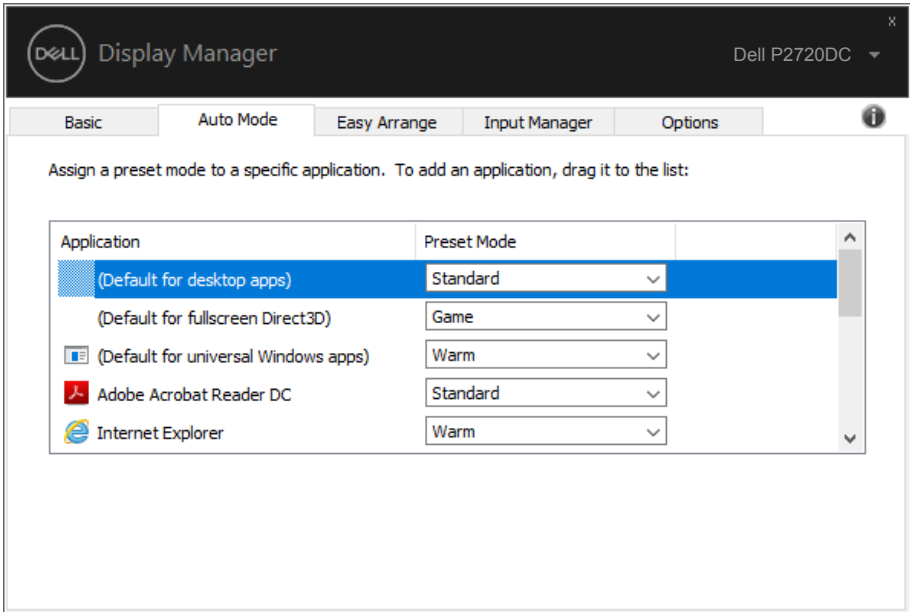 x
DELL Display Manager
Dell P2720DC
Basic Auto Mode Easy Arrange Input Manager Options
Assign a preset mode to a specific application. To add an application, drag it to the list:
Application Preset Mode
(Default for desktop apps) Standard
(Default for fullscreen Direct3D) Game
(Default for universal Windows apps) Warm
Adobe Acrobat Reader DC Standard
Internet Explorer Warm